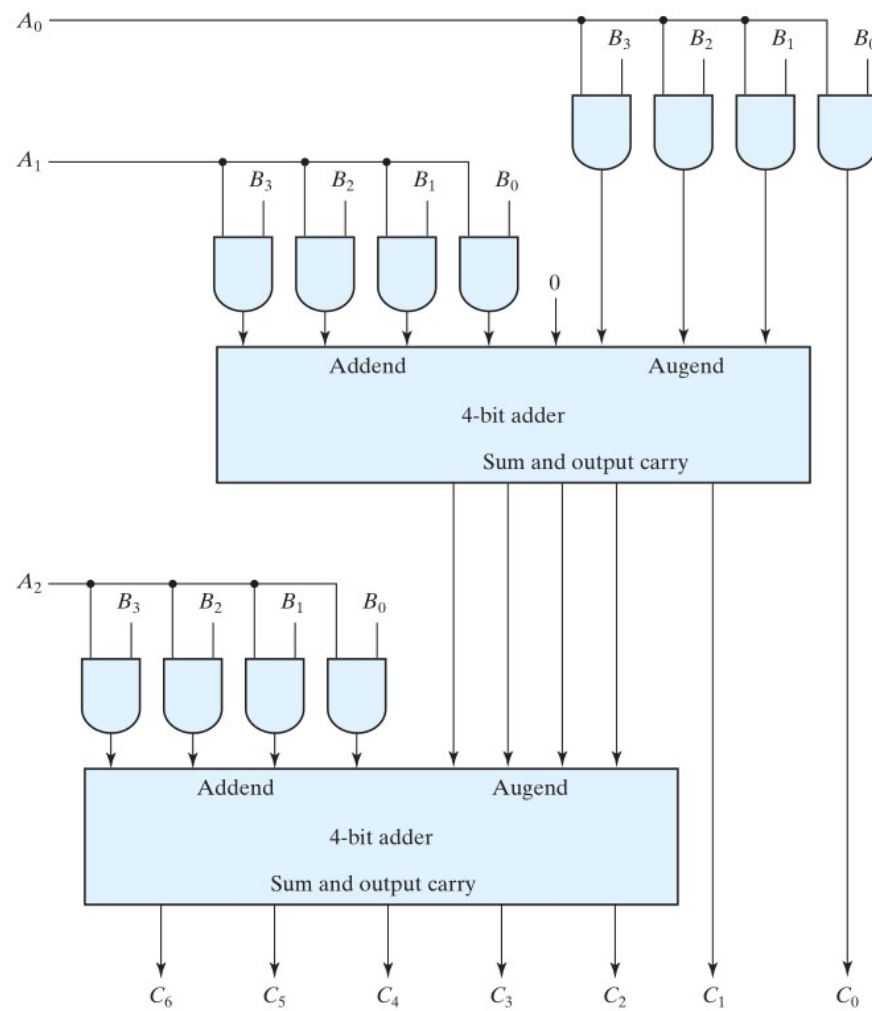 A₀
B₃ B₂ B₁ B₀
A₁
B₃ B₂ B₁ B₀
0
Addend Augend
4-bit adder
Sum and output carry
A₂
B₃ B₂ B₁ B₀
Addend Augend
4-bit adder
Sum and output carry
C₆ C₅ C₄ C₃ C₂ C₁ C₀